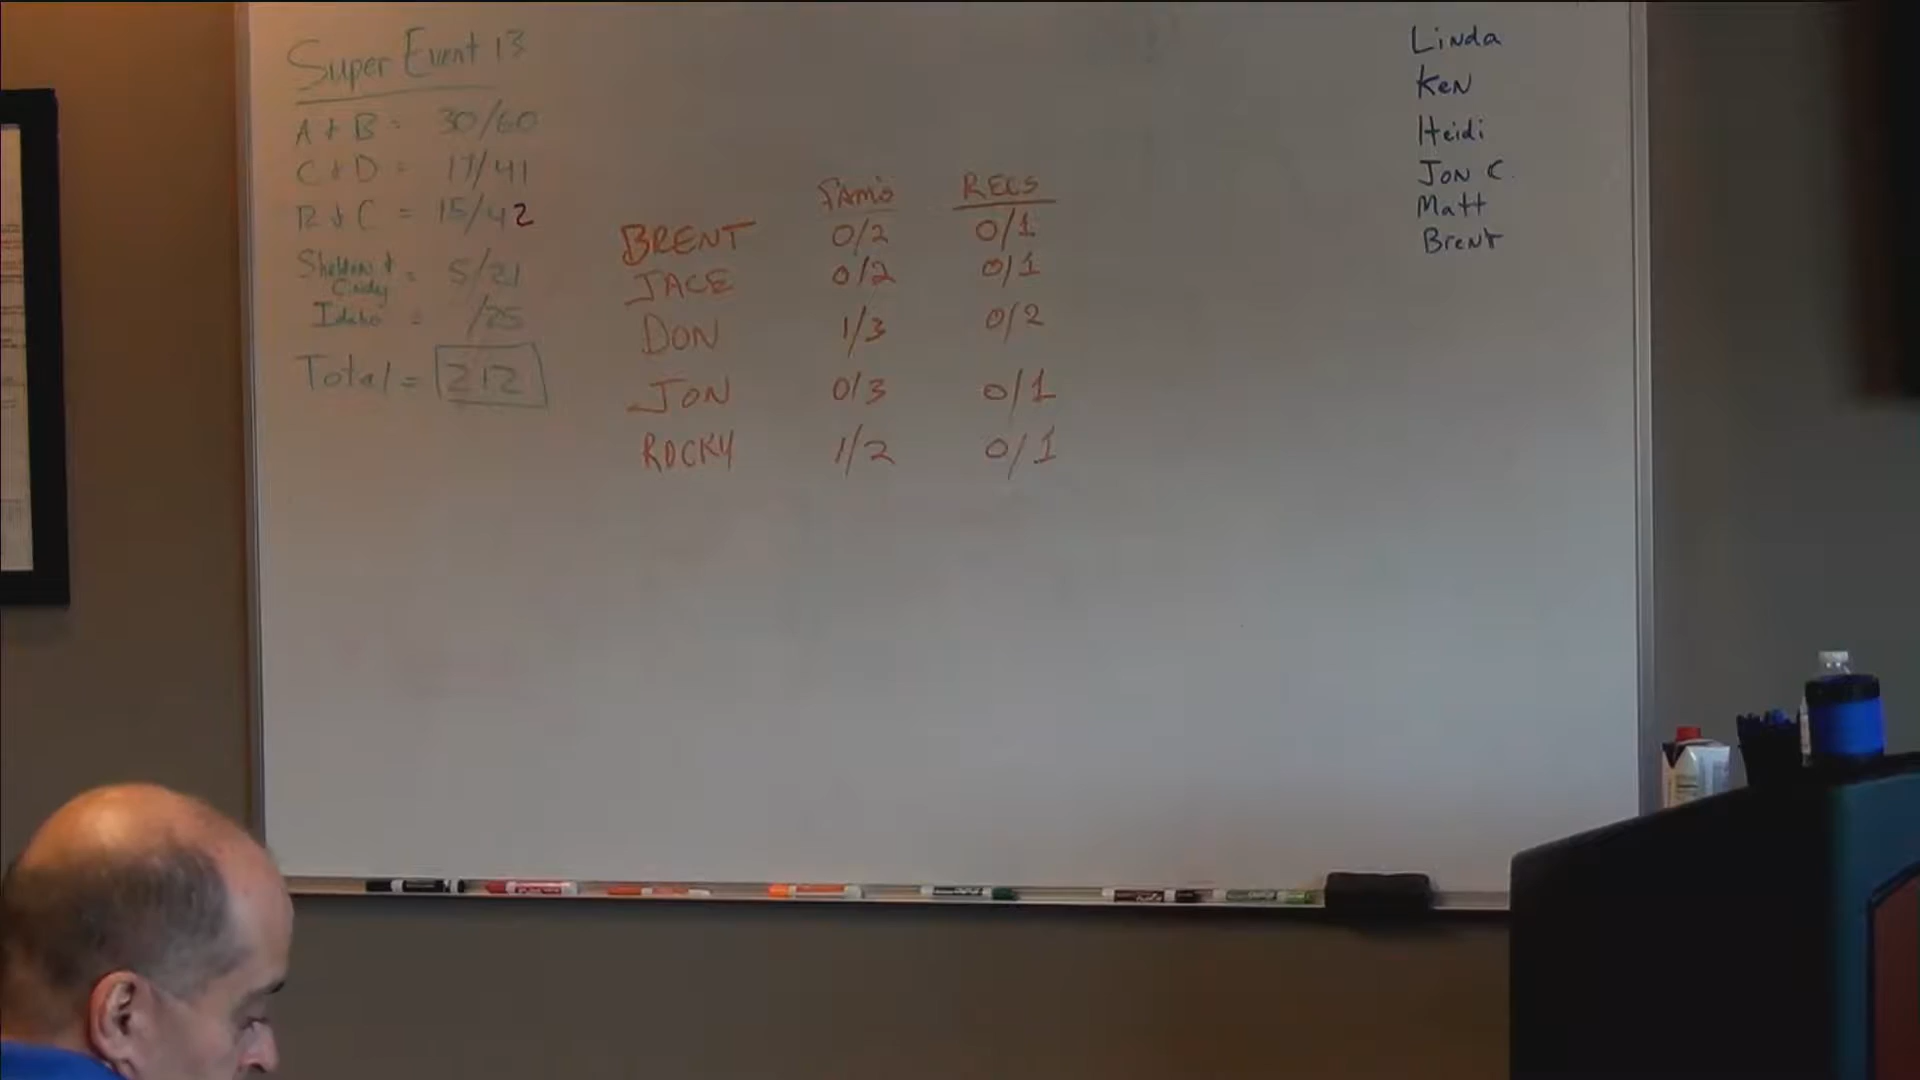 Super Event 13
A + B = 30/60
C + D = 17/41
R + C = 15/42
Sheldon +
Cindy = 5/21
Idaho = /25
Total = 212
FAM's RECS
BRENT 0/2 0/1
JACE 0/2 0/1
DON 1/3 0/2
JON 0/3 0/1
ROCKY 1/2 0/1
Linda
Ken
Heidi
Jon C.
Matt
Brent